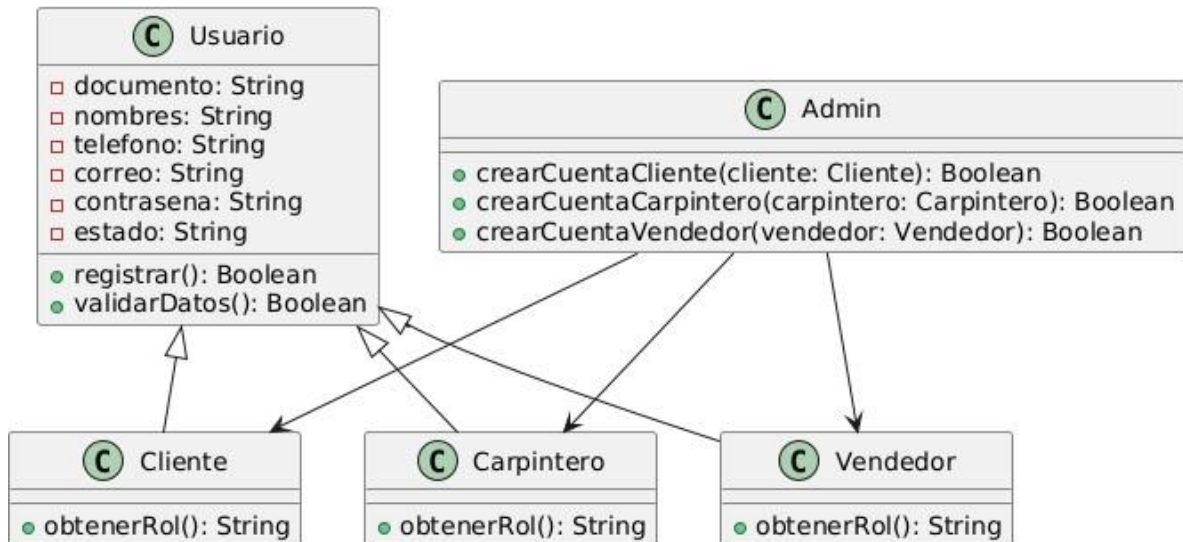 C Usuario
documento: String
nombres: String
telefono: String
correo: String
contrasena: String
estado: String
registrar(): Boolean
validarDatos(): Boolean
C Admin
crearCuentaCliente(cliente: Cliente): Boolean
crearCuentaCarpintero(carpintero: Carpintero): Boolean
crearCuentaVendedor(vendedor: Vendedor): Boolean
C Cliente
obtenerRol(): String
C Carpintero
obtenerRol(): String
C Vendedor
obtenerRol(): String